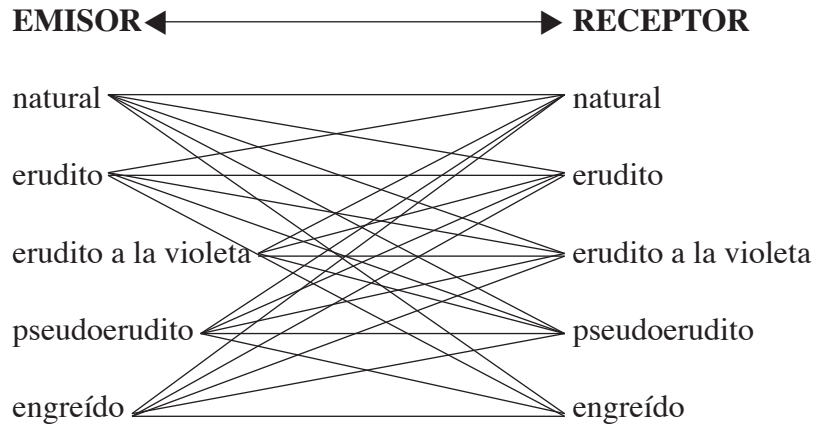 EMISOR RECEPTOR
natural natural
erudito erudito
erudito a la violeta erudito a la violeta
pseudoerudito pseudoerudito
engreído engreído